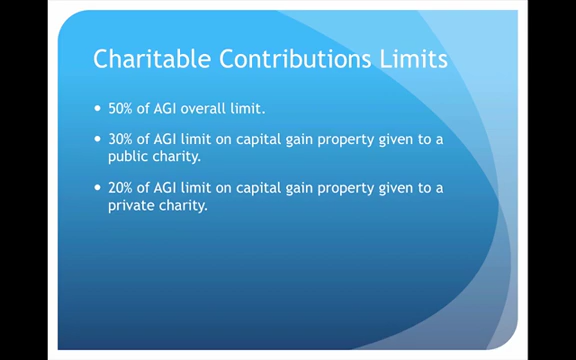 Charitable Contributions Limits
• 50% of AGI overall limit.
• 30% of AGI limit on capital gain property given to a
public charity.
• 20% of AGI limit on capital gain property given to a
private charity.